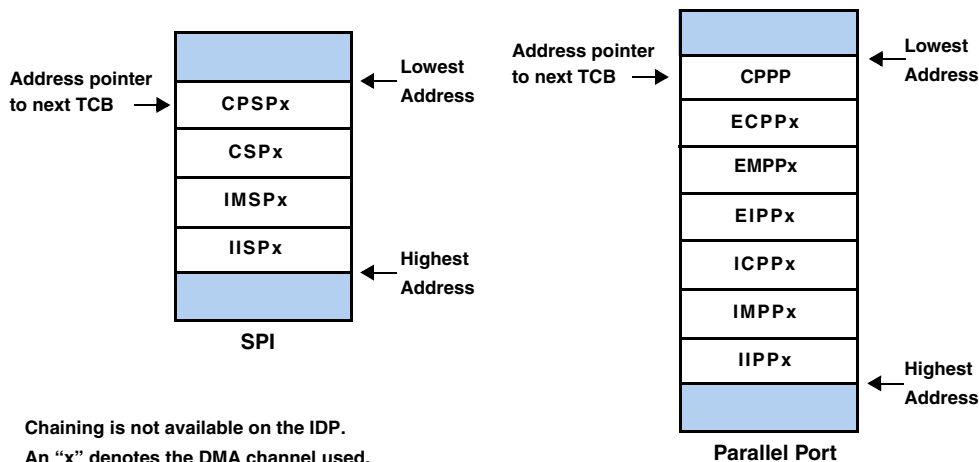 Address pointer
to next TCB
Lowest
Address
CPSPx
CSPx
IMSPx
IISPx
Highest
Address
SPI
Address pointer
to next TCB
Lowest
Address
CPPP
ECPPx
EMPPx
EIPPx
ICPPx
IMPPx
IIPPx
Highest
Address
Parallel Port
Chaining is not available on the IDP.
An “x” denotes the DMA channel used.